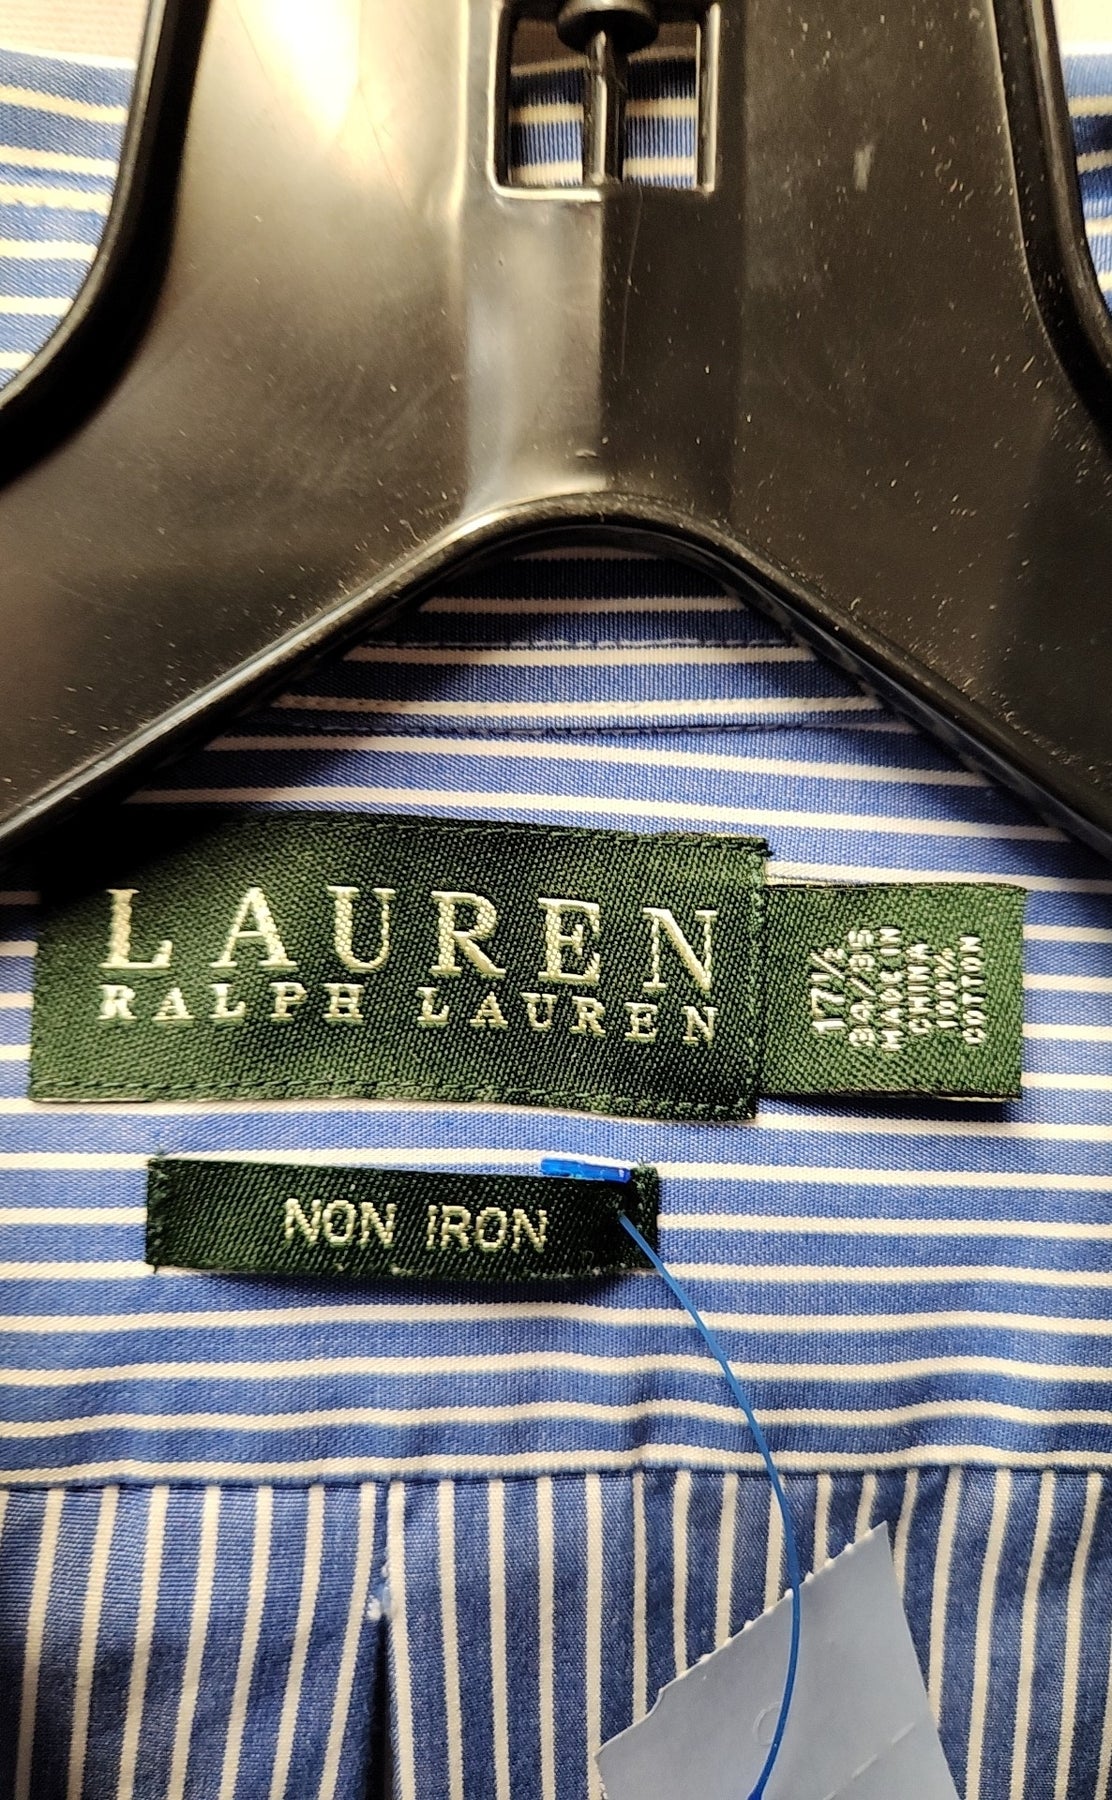 LAUREN
RALPH LAUREN
17½
34/35
MADE IN
CHINA
100%
COTTON
NON IRON